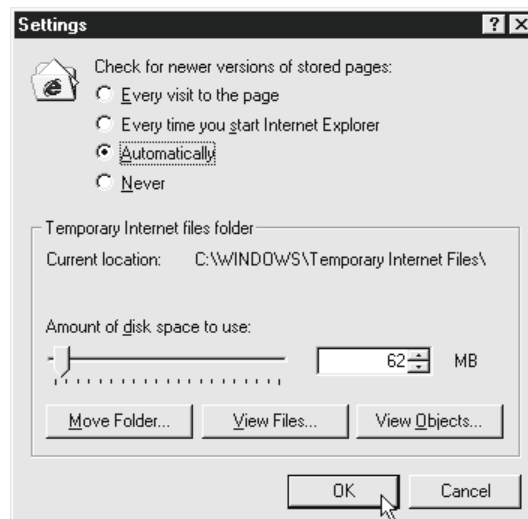 Settings
Check for newer versions of stored pages:
Every visit to the page
Every time you start Internet Explorer
Automatically
Never
Temporary Internet files folder
Current location: C:\WINDOWS\Temporary Internet Files\
Amount of disk space to use:
62 MB
Move Folder... View Files... View Objects...
OK Cancel